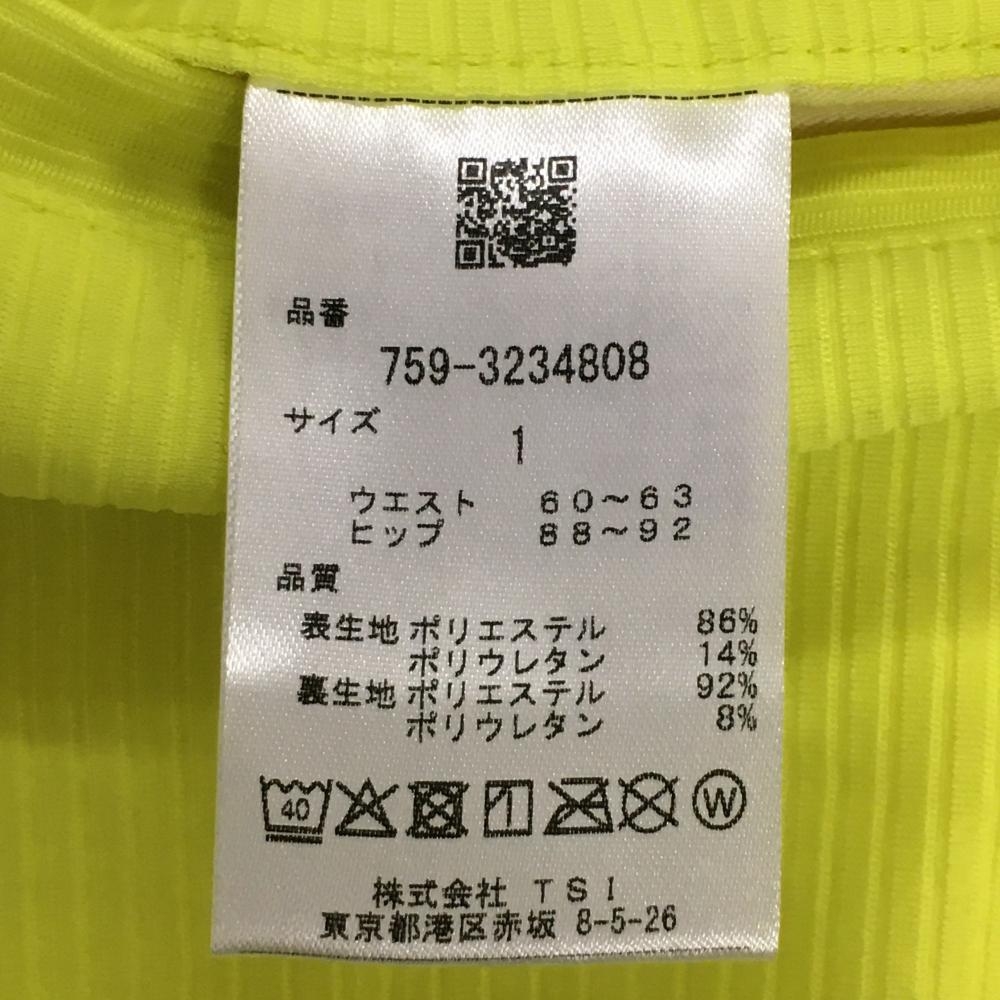 品番
759-3234808
サイズ
1
ウエスト 60～63
ヒップ 88～92
品質
表生地 ポリエステル 86%
ポリウレタン 14%
裏生地 ポリエステル 92%
ポリウレタン 8%
40 W
株式会社 TSI
東京都港区赤坂 8-5-26